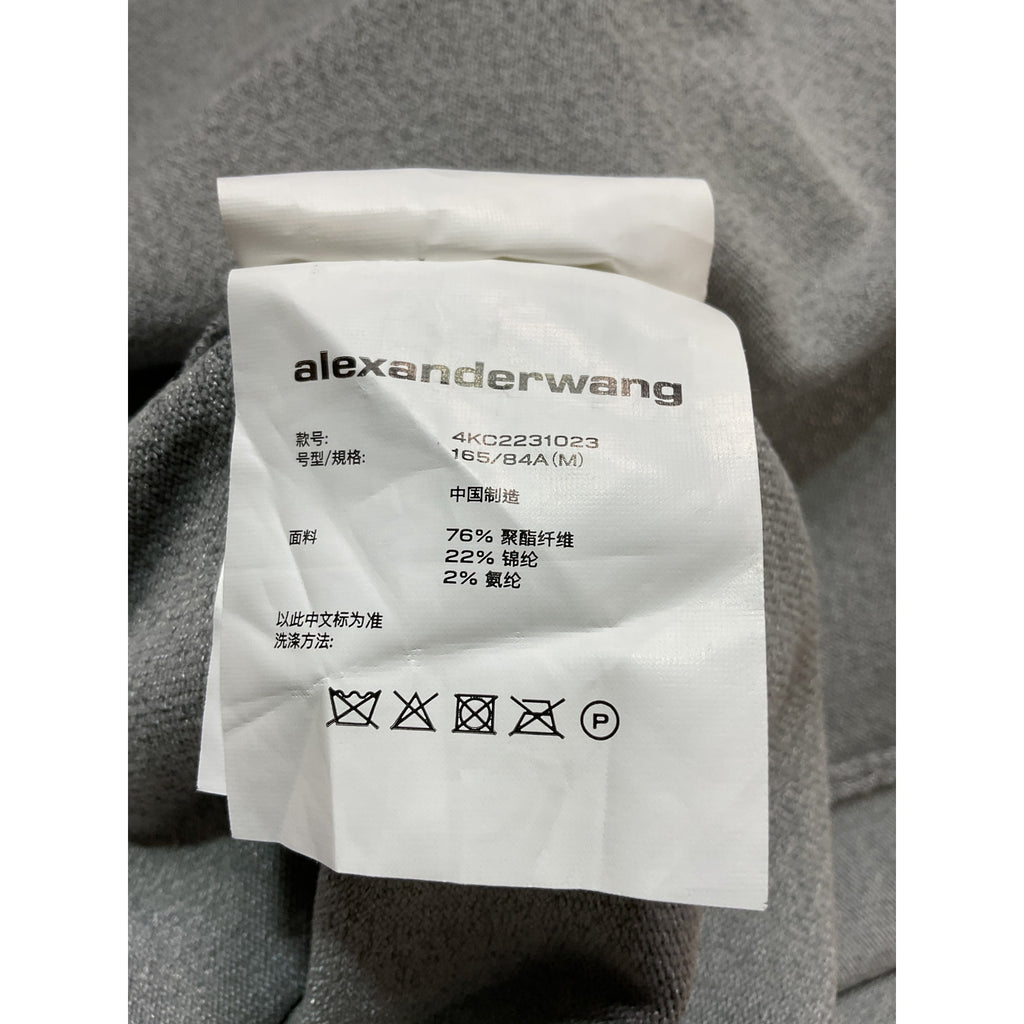 alexanderwang
款号: 4KC2231023
号型/規格: 165/84A(M)
中国制造
面料 76% 聚酯纤维
22% 锦纶
2% 氨纶
以此中文标为准
洗涤方法:
P